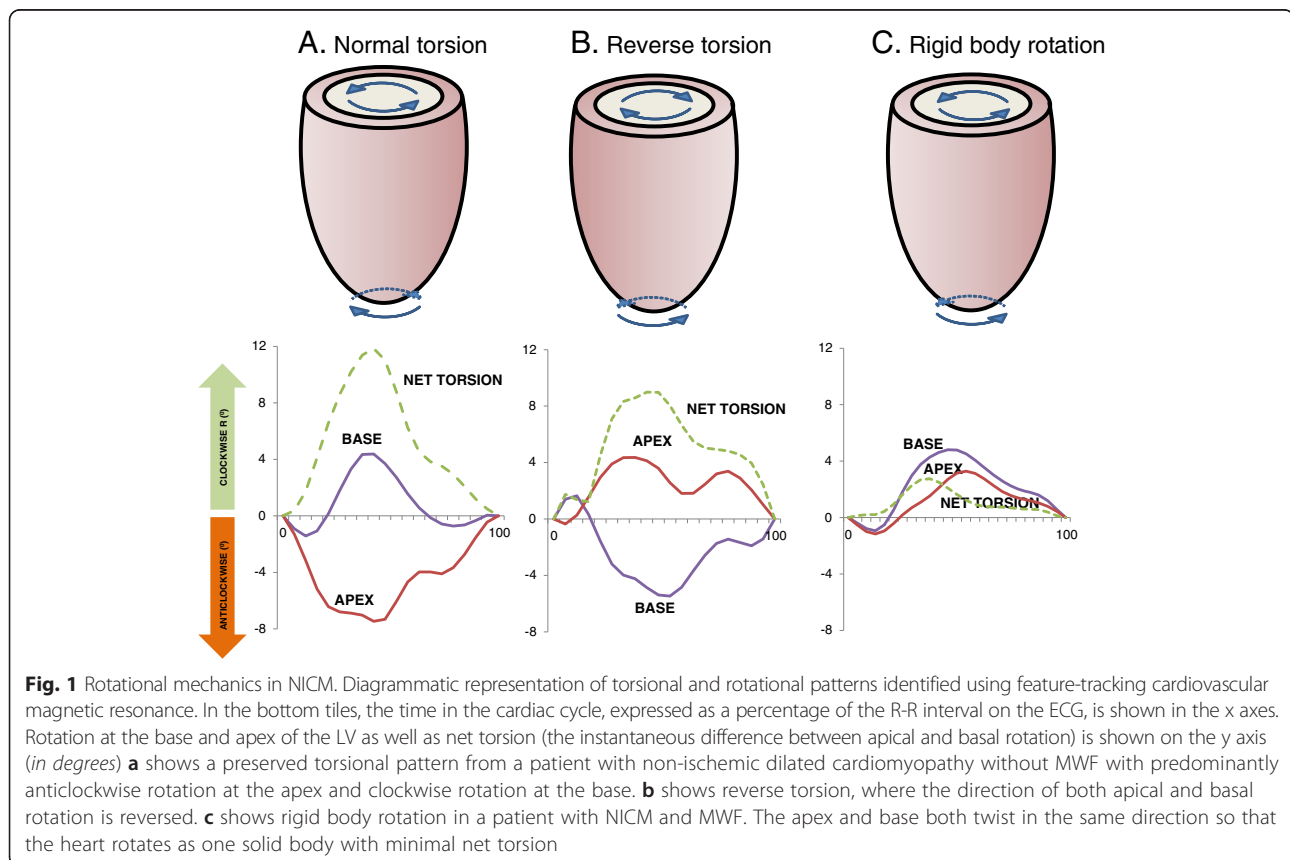 A. Normal torsion
B. Reverse torsion
C. Rigid body rotation
CLOCKWISE R (º)
ANTICLOCKWISE (º)
12
8
4
0
-4
-8
100
NET TORSION
BASE
APEX
12
8
4
0
-4
-8
0
100
NET TORSION
APEX
BASE
12
8
4
0
-4
-8
0
100
BASE
APEX
NET TORSION
Fig. 1 Rotational mechanics in NICM. Diagrammatic representation of torsional and rotational patterns identified using feature-tracking cardiovascular
magnetic resonance. In the bottom tiles, the time in the cardiac cycle, expressed as a percentage of the R-R interval on the ECG, is shown in the x axes.
Rotation at the base and apex of the LV as well as net torsion (the instantaneous difference between apical and basal rotation) is shown on the y axis
(in degrees) a shows a preserved torsional pattern from a patient with non-ischemic dilated cardiomyopathy without MWF with predominantly
anticlockwise rotation at the apex and clockwise rotation at the base. b shows reverse torsion, where the direction of both apical and basal
rotation is reversed. c shows rigid body rotation in a patient with NICM and MWF. The apex and base both twist in the same direction so that
the heart rotates as one solid body with minimal net torsion